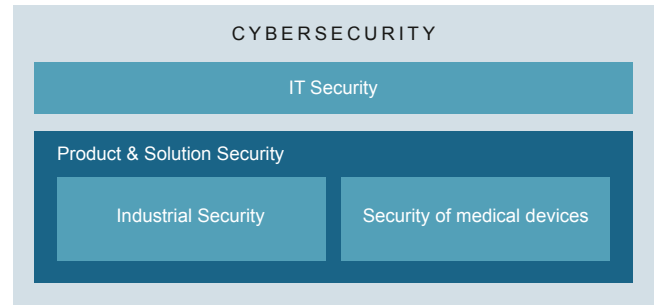 CYBERSECURITY
IT Security
Product & Solution Security
Industrial Security
Security of medical devices